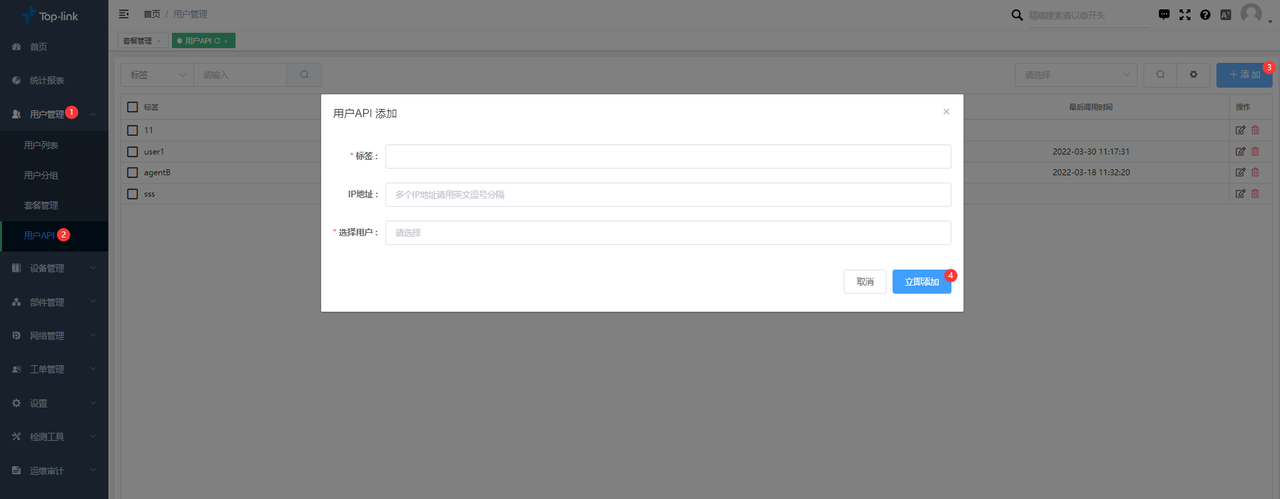 Top-link
首页 / 用户管理
精确搜索请以@开头
套餐管理 ×
用户API ×
首页
统计报表
用户管理 1
用户列表
用户分组
套餐管理
用户API 2
设备管理
部件管理
网络管理
工单管理
设置
检测工具
运维审计
标签
请输入
请选择
+ 添加 3
标签
最后调用时间
操作
11
user1
2022-03-30 11:17:31
agentB
2022-03-18 11:32:20
sss
用户API 添加
* 标签：
IP地址：
多个IP地址请用英文逗号分隔
* 选择用户：
请选择
取消
立即添加 4